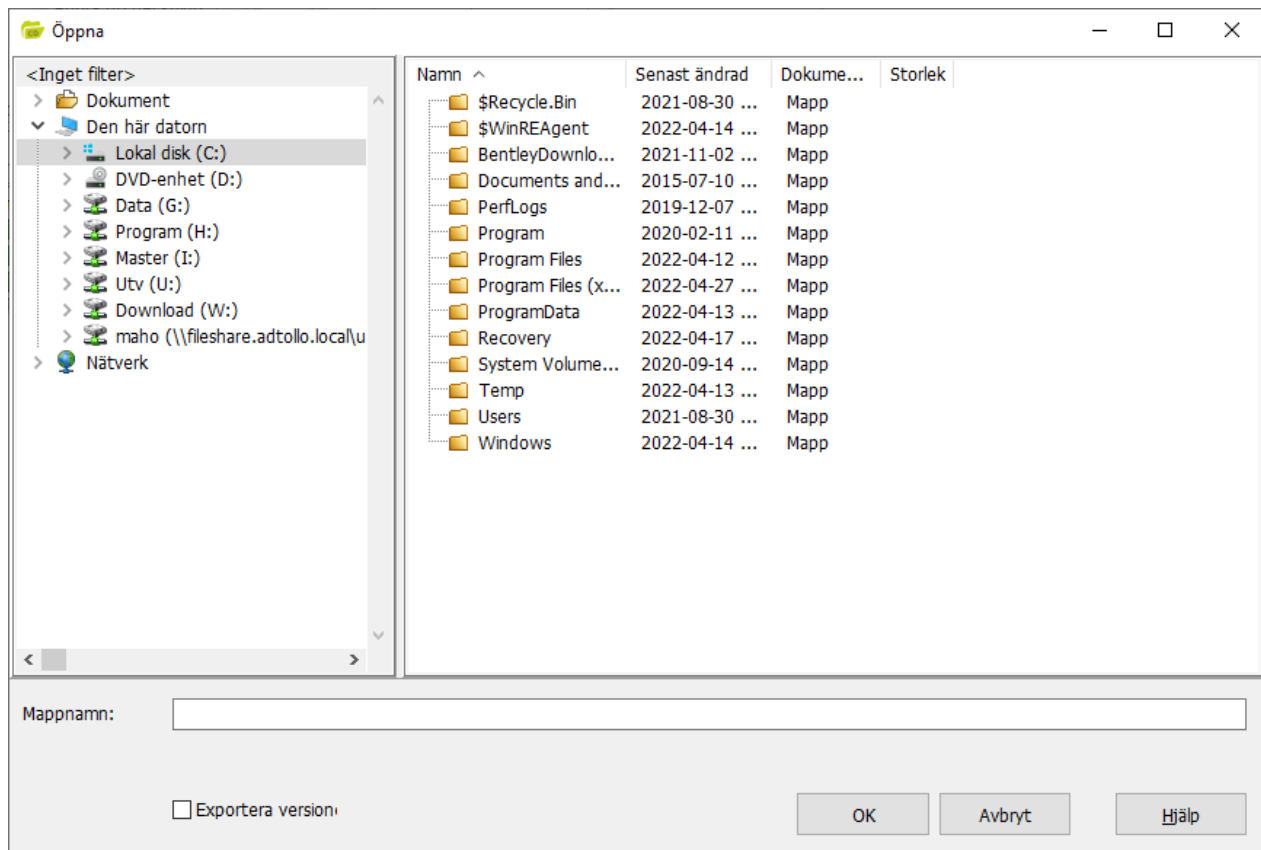 Öppna
<Inget filter>
Dokument
Den här datorn
Lokal disk (C:)
DVD-enhet (D:)
Data (G:)
Program (H:)
Master (I:)
Utv (U:)
Download (W:)
maho (\\fileshare.adtollo.local\u
Nätverk
Namn Senast ändrad Dokume... Storlek
$Recycle.Bin 2021-08-30 ... Mapp
$WinREAgent 2022-04-14 ... Mapp
BentleyDownlo... 2021-11-02 ... Mapp
Documents and... 2015-07-10 ... Mapp
PerfLogs 2019-12-07 ... Mapp
Program 2020-02-11 ... Mapp
Program Files 2022-04-12 ... Mapp
Program Files (x... 2022-04-27 ... Mapp
ProgramData 2022-04-13 ... Mapp
Recovery 2022-04-17 ... Mapp
System Volume... 2020-09-14 ... Mapp
Temp 2022-04-13 ... Mapp
Users 2021-08-30 ... Mapp
Windows 2022-04-14 ... Mapp
Mappnamn:
Exportera version
OK Avbryt Hjälp